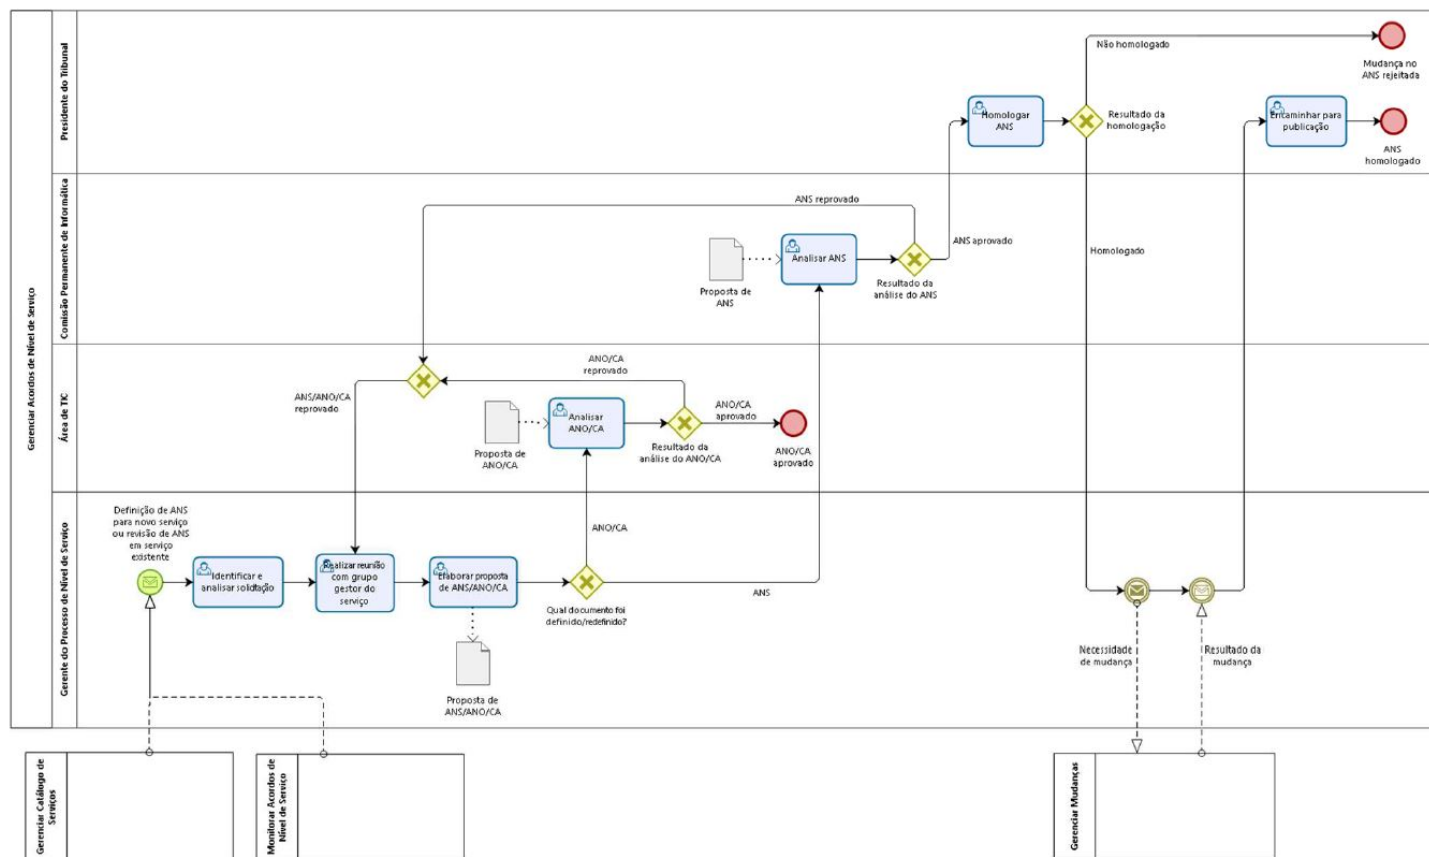 Gerenciar Acordos de Nível de Serviço
Presidente do Tribunal
Não homologado
Mudança no
ANS rejeitada
Homologar
ANS
Resultado da
homologação
Encaminhar para
publicação
ANS
homologado
Comissão Permanente de Informática
ANS reprovado
Proposta de
ANS
Analisar ANS
Resultado da
análise do ANS
ANS aprovado
Homologado
Área de TIC
ANS/ANO/CA
reprovado
ANO/CA
reprovado
Proposta de
ANO/CA
Analisar
ANO/CA
Resultado da
análise do ANO/CA
ANO/CA
aprovado
ANO/CA
aprovado
Gerente do Processo de Nível de Serviço
Definição de ANS
para novo serviço
ou revisão de ANS
em serviço
existente
Identificar e
analisar solidtação
Realizar reunião
com grupo
gestor do
serviço
Elaborar proposta
de ANS/ANO/CA
Proposta de
ANS/ANO/CA
ANO/CA
Qual documento foi
definido/redefinido?
ANS
Necessidade
de mudança
Resultado da
mudança
Gerenciar Catálogo de
Serviços
Monitorar Acordos de
Nível de Serviço
Gerenciar Mudanças